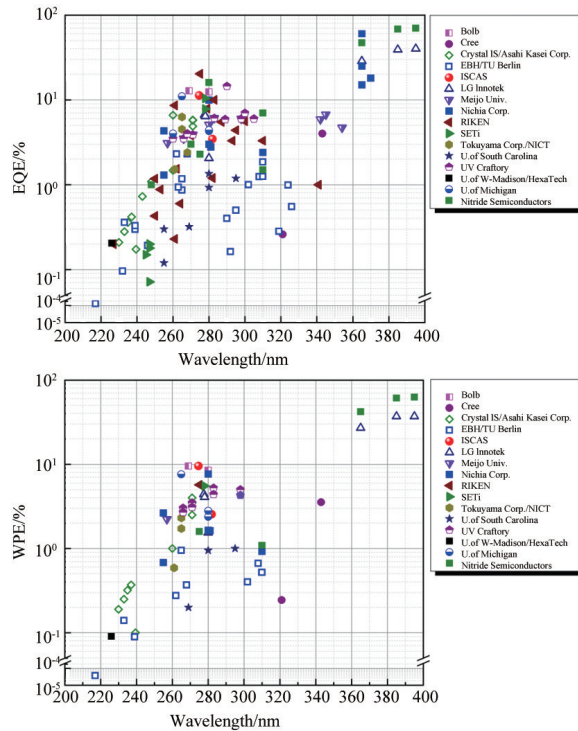 EQE/%
10²
10¹
10⁰
10⁻¹
10⁻⁴
10⁻⁵
200 220 240 260 280 300 320 340 360 380 400
Wavelength/nm
Bolb
Cree
Crystal IS/Asahi Kasei Corp.
EBH/TU Berlin
ISCAS
LG Innotek
Meijo Univ.
Nichia Corp.
RIKEN
SETi
Tokuyama Corp./NICT
U.of South Carolina
UV Craftory
U.of W-Madison/HexaTech
U.of Michigan
Nitride Semiconductors
WPE/%
10²
10¹
10⁰
10⁻¹
10⁻⁴
10⁻⁵
200 220 240 260 280 300 320 340 360 380 400
Wavelength/nm
Bolb
Cree
Crystal IS/Asahi Kasei Corp.
EBH/TU Berlin
ISCAS
LG Innotek
Meijo Univ.
Nichia Corp.
RIKEN
SETi
Tokuyama Corp./NICT
U.of South Carolina
UV Craftory
U.of W-Madison/HexaTech
U.of Michigan
Nitride Semiconductors